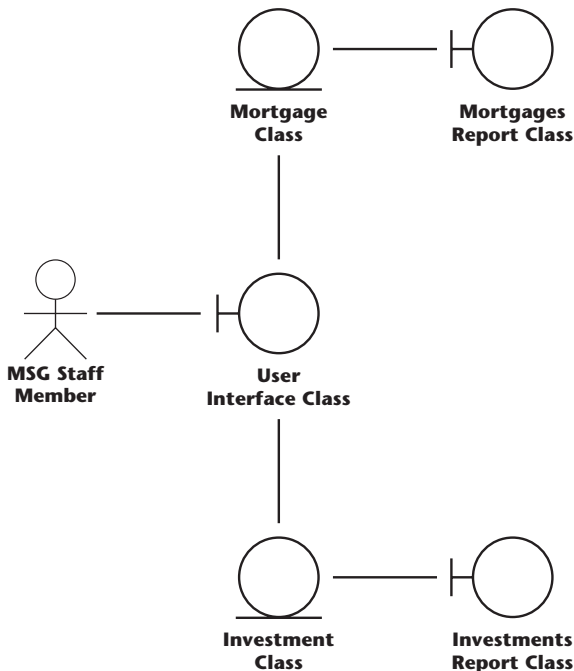 Mortgage
Class
Mortgages
Report Class
MSG Staff
Member
User
Interface Class
Investment
Class
Investments
Report Class